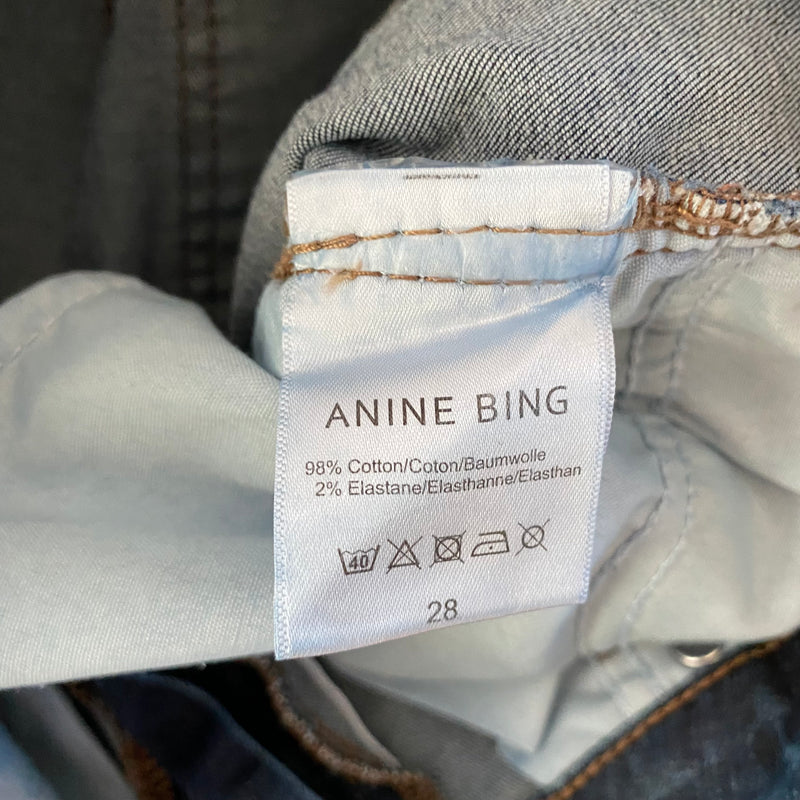 ANINE BING
98% Cotton/Coton/Baumwolle
2% Elastane/Elasthanne/Elasthan
40
28